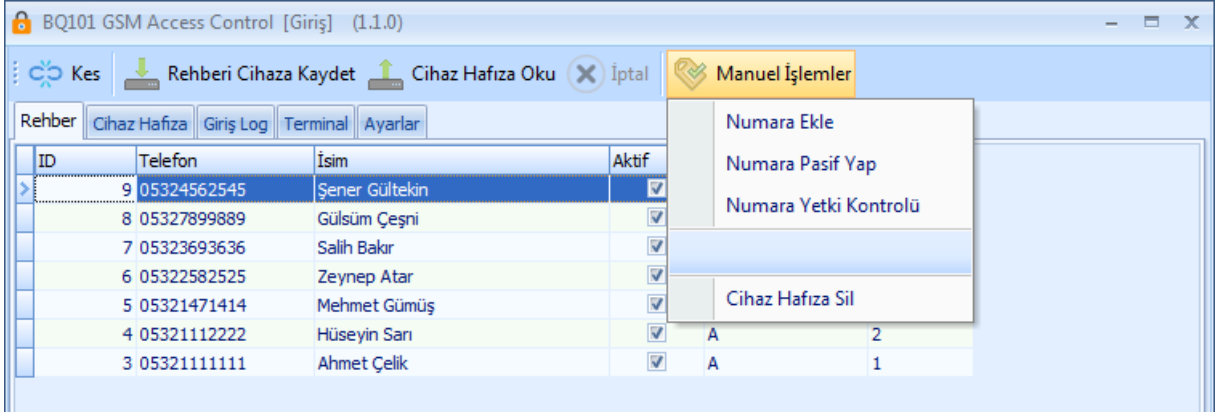 BQ101 GSM Access Control [Giriş] (1.1.0)
Kes Rehberi Cihaza Kaydet Cihaz Hafıza Oku İptal Manuel İşlemler
Rehber Cihaz Hafıza Giriş Log Terminal Ayarlar
Numara Ekle
Numara Pasif Yap
Numara Yetki Kontrolü
Cihaz Hafıza Sil
ID Telefon İsim Aktif
9 05324562545 Şener Gültekin
8 05327899889 Gülsüm Çeşni
7 05323693636 Salih Bakır
6 05322582525 Zeynep Atar
5 05321471414 Mehmet Gümüş
4 05321112222 Hüseyin Sarı A 2
3 05321111111 Ahmet Çelik A 1